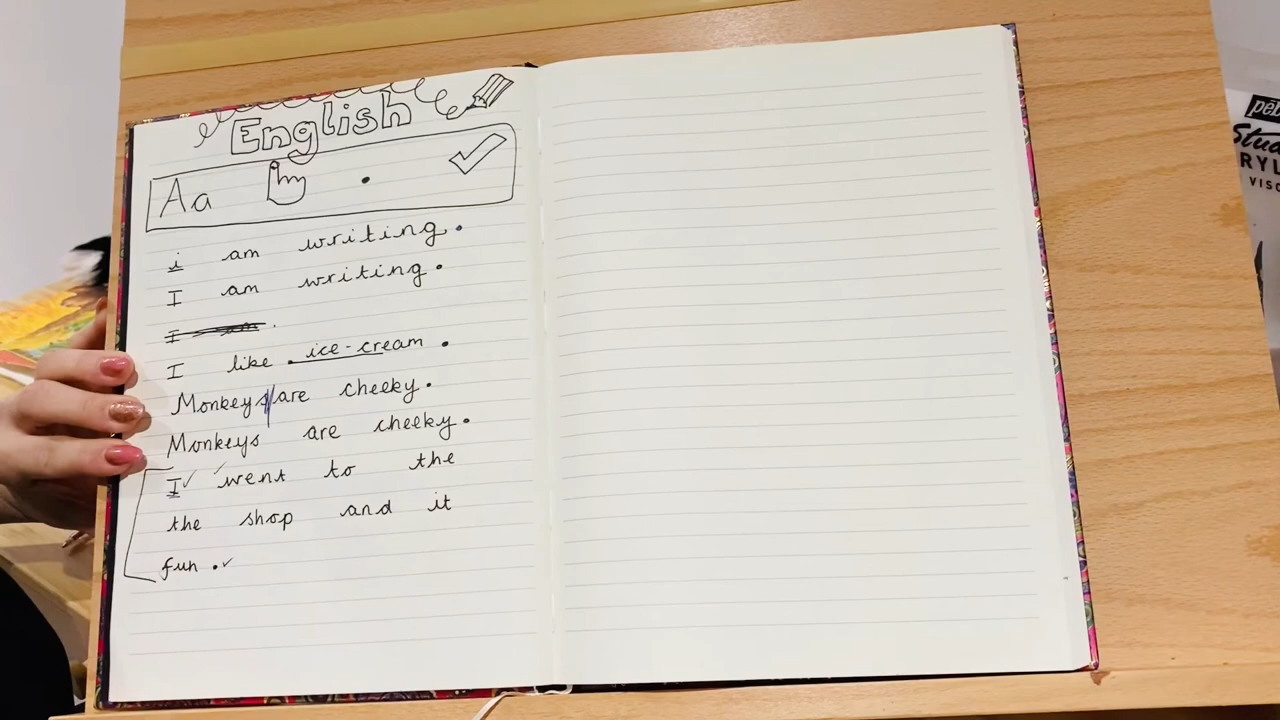 English
Aa .
i am writing.
I am writing.
I am .
I like ice-cream.
Monkeys are cheeky.
Monkeys are cheeky.
I went to the
the shop and it
fun.